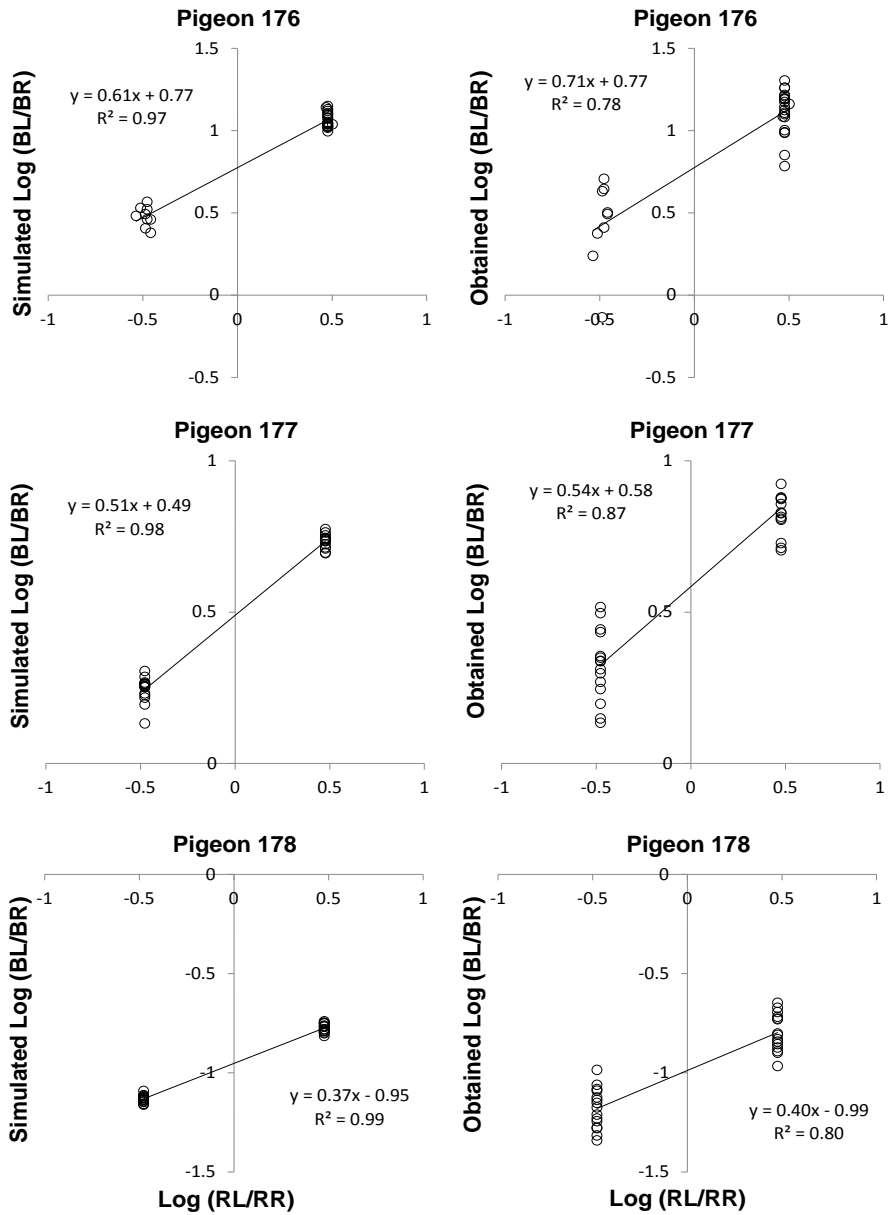 Pigeon 176
Simulated Log (BL/BR)
1.5
y = 0.61x + 0.77
R² = 0.97
1
0.5
0
-1
-0.5
0
0.5
1
-0.5
Pigeon 176
Obtained Log (BL/BR)
1.5
y = 0.71x + 0.77
R² = 0.78
1
0.5
0
-1
-0.5
0
0.5
1
-0.5
Pigeon 177
Simulated Log (BL/BR)
1
y = 0.51x + 0.49
R² = 0.98
0.5
0
-1
-0.5
0
0.5
1
Pigeon 177
Obtained Log (BL/BR)
1
y = 0.54x + 0.58
R² = 0.87
0.5
0
-1
-0.5
0
0.5
1
Pigeon 178
Simulated Log (BL/BR)
0
-1
-0.5
0
0.5
1
-0.5
-1
y = 0.37x - 0.95
R² = 0.99
-1.5
Log (RL/RR)
Pigeon 178
Obtained Log (BL/BR)
0
-1
-0.5
0
0.5
1
-0.5
-1
y = 0.40x - 0.99
R² = 0.80
-1.5
Log (RL/RR)